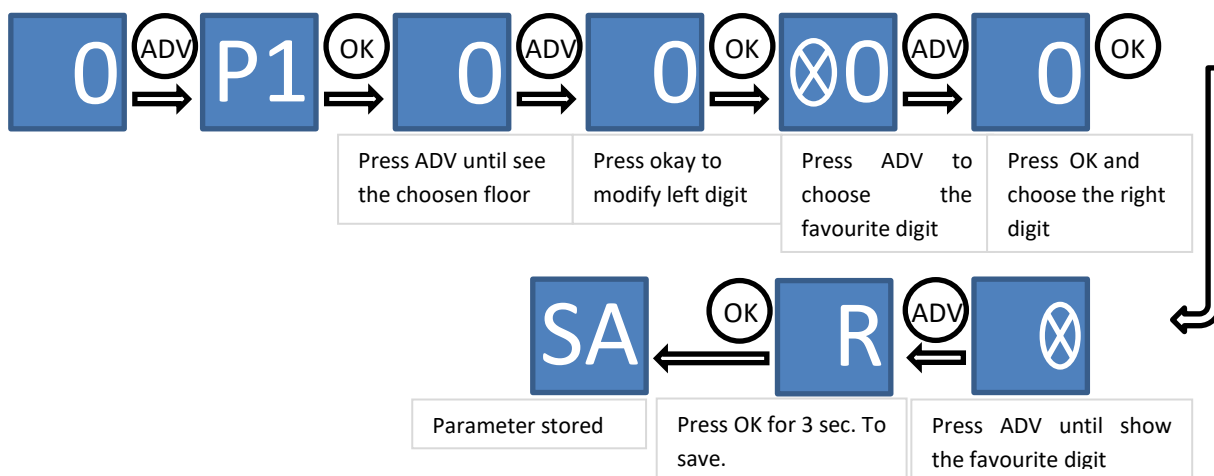 0 ADV P1 OK 0 ADV 0 OK ⓧ0 ADV 0 OK
Press ADV until see
the choosen floor
Press okay to
modify left digit
Press ADV to
choose the
favourite digit
Press OK and
choose the right
digit
SA OK R ADV ⓧ
Parameter stored
Press OK for 3 sec. To
save.
Press ADV until show
the favourite digit